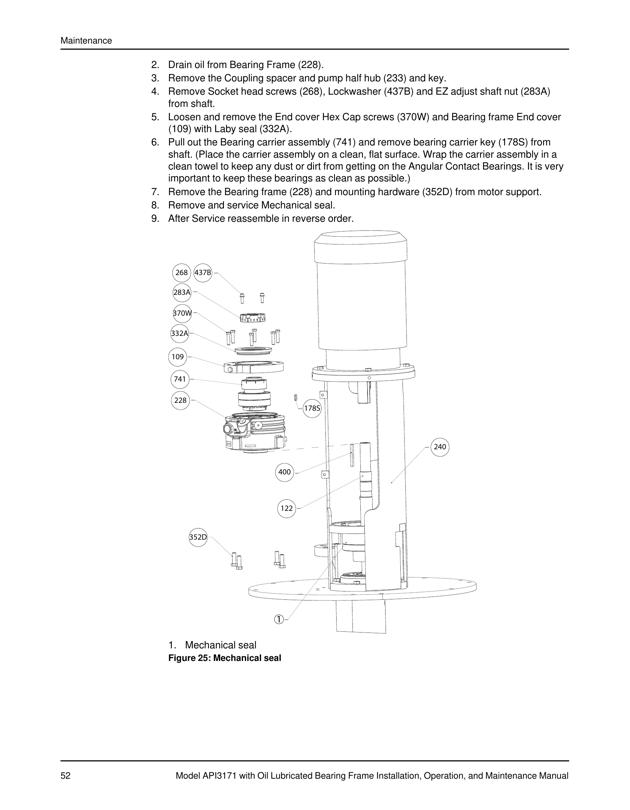 Maintenance
2. Drain oil from Bearing Frame (228).
3. Remove the Coupling spacer and pump half hub (233) and key.
4. Remove Socket head screws (268), Lockwasher (437B) and EZ adjust shaft nut (283A)
from shaft.
5. Loosen and remove the End cover Hex Cap screws (370W) and Bearing frame End cover
(109) with Laby seal (332A).
6. Pull out the Bearing carrier assembly (741) and remove bearing carrier key (178S) from
shaft. (Place the carrier assembly on a clean, flat surface. Wrap the carrier assembly in a
clean towel to keep any dust or dirt from getting on the Angular Contact Bearings. It is very
important to keep these bearings as clean as possible.)
7. Remove the Bearing frame (228) and mounting hardware (352D) from motor support.
8. Remove and service Mechanical seal.
9. After Service reassemble in reverse order.
268 437B
283A
370W
332A
109
741
228
178S
240
400
122
352D
1
1. Mechanical seal
Figure 25: Mechanical seal
52 Model API3171 with Oil Lubricated Bearing Frame Installation, Operation, and Maintenance Manual